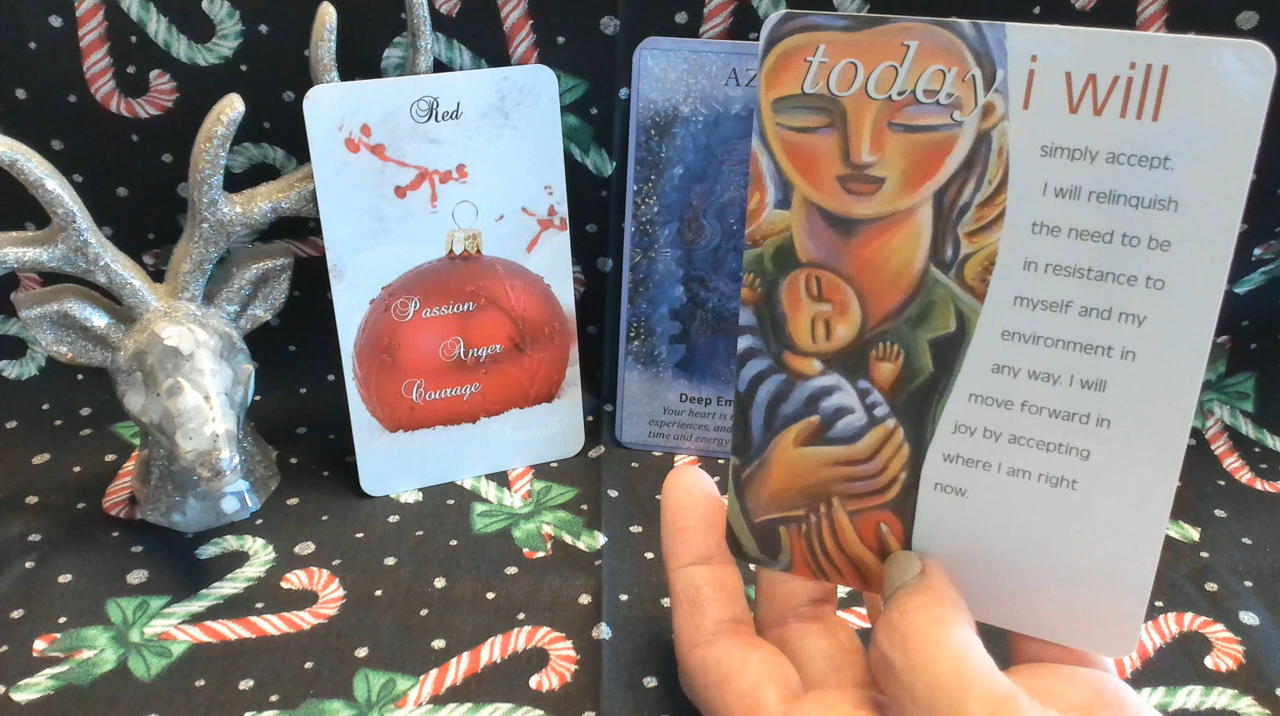 Red
Passion
Anger
Courage
AZ
Deep Em
Your heart is
experiences, and
time and energy
today i will
simply accept.
I will relinquish
the need to be
in resistance to
myself and my
environment in
any way. I will
move forward in
joy by accepting
where I am right
now.